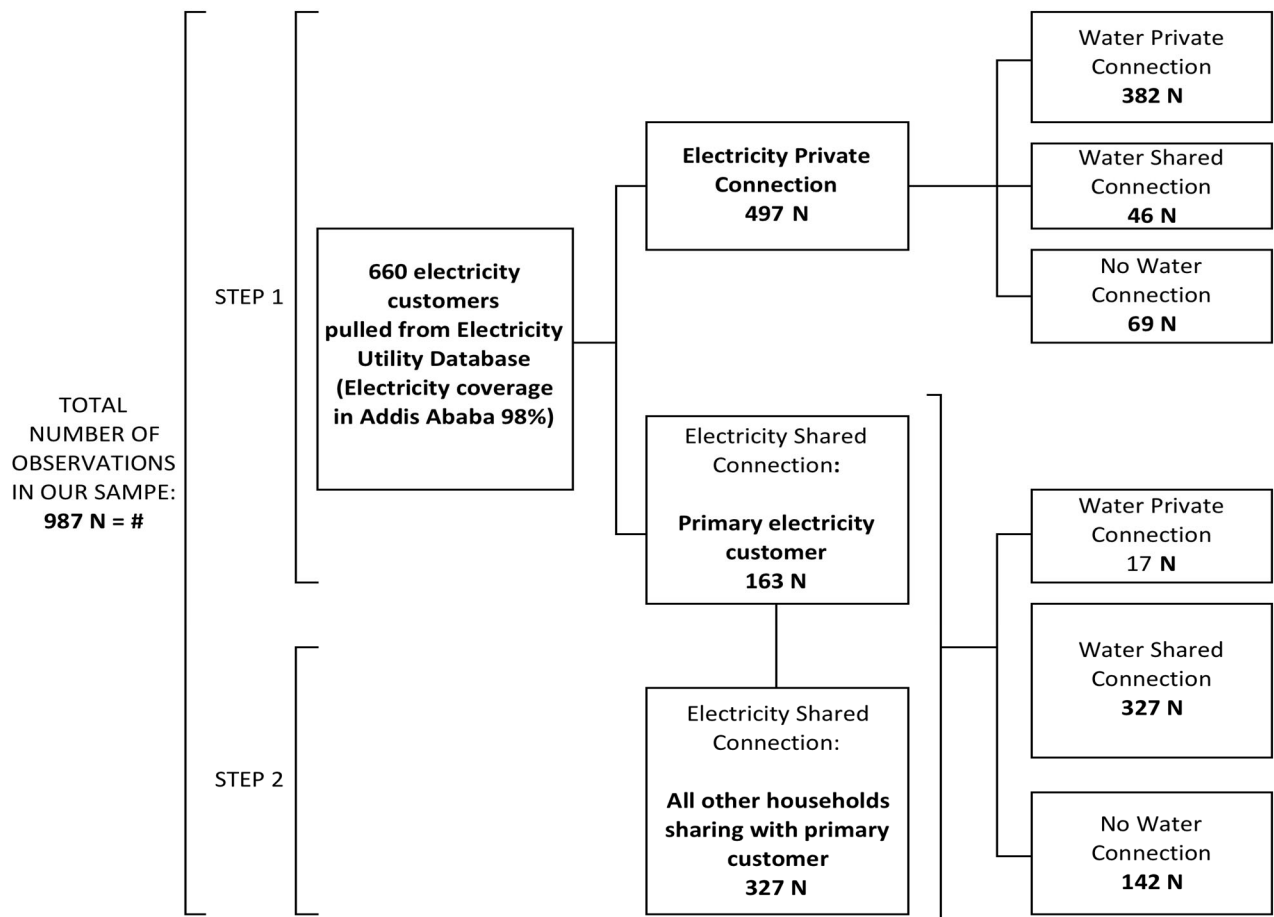 TOTAL
NUMBER OF
OBSERVATIONS
IN OUR SAMPE:
987 N = #
STEP 1
660 electricity
customers
pulled from Electricity
Utility Database
(Electricity coverage
in Addis Ababa 98%)
Electricity Private
Connection
497 N
Water Private
Connection
382 N
Water Shared
Connection
46 N
No Water
Connection
69 N
Electricity Shared
Connection:
Primary electricity
customer
163 N
STEP 2
Electricity Shared
Connection:
All other households
sharing with primary
customer
327 N
Water Private
Connection
17 N
Water Shared
Connection
327 N
No Water
Connection
142 N